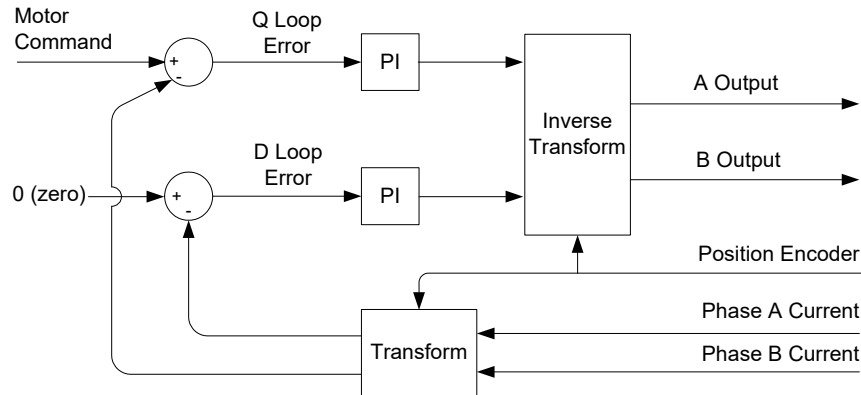 Motor
Command
+
-
Q Loop
Error
PI
Inverse
Transform
A Output
B Output
0 (zero)
+
-
D Loop
Error
PI
Position Encoder
Phase A Current
Transform
Phase B Current